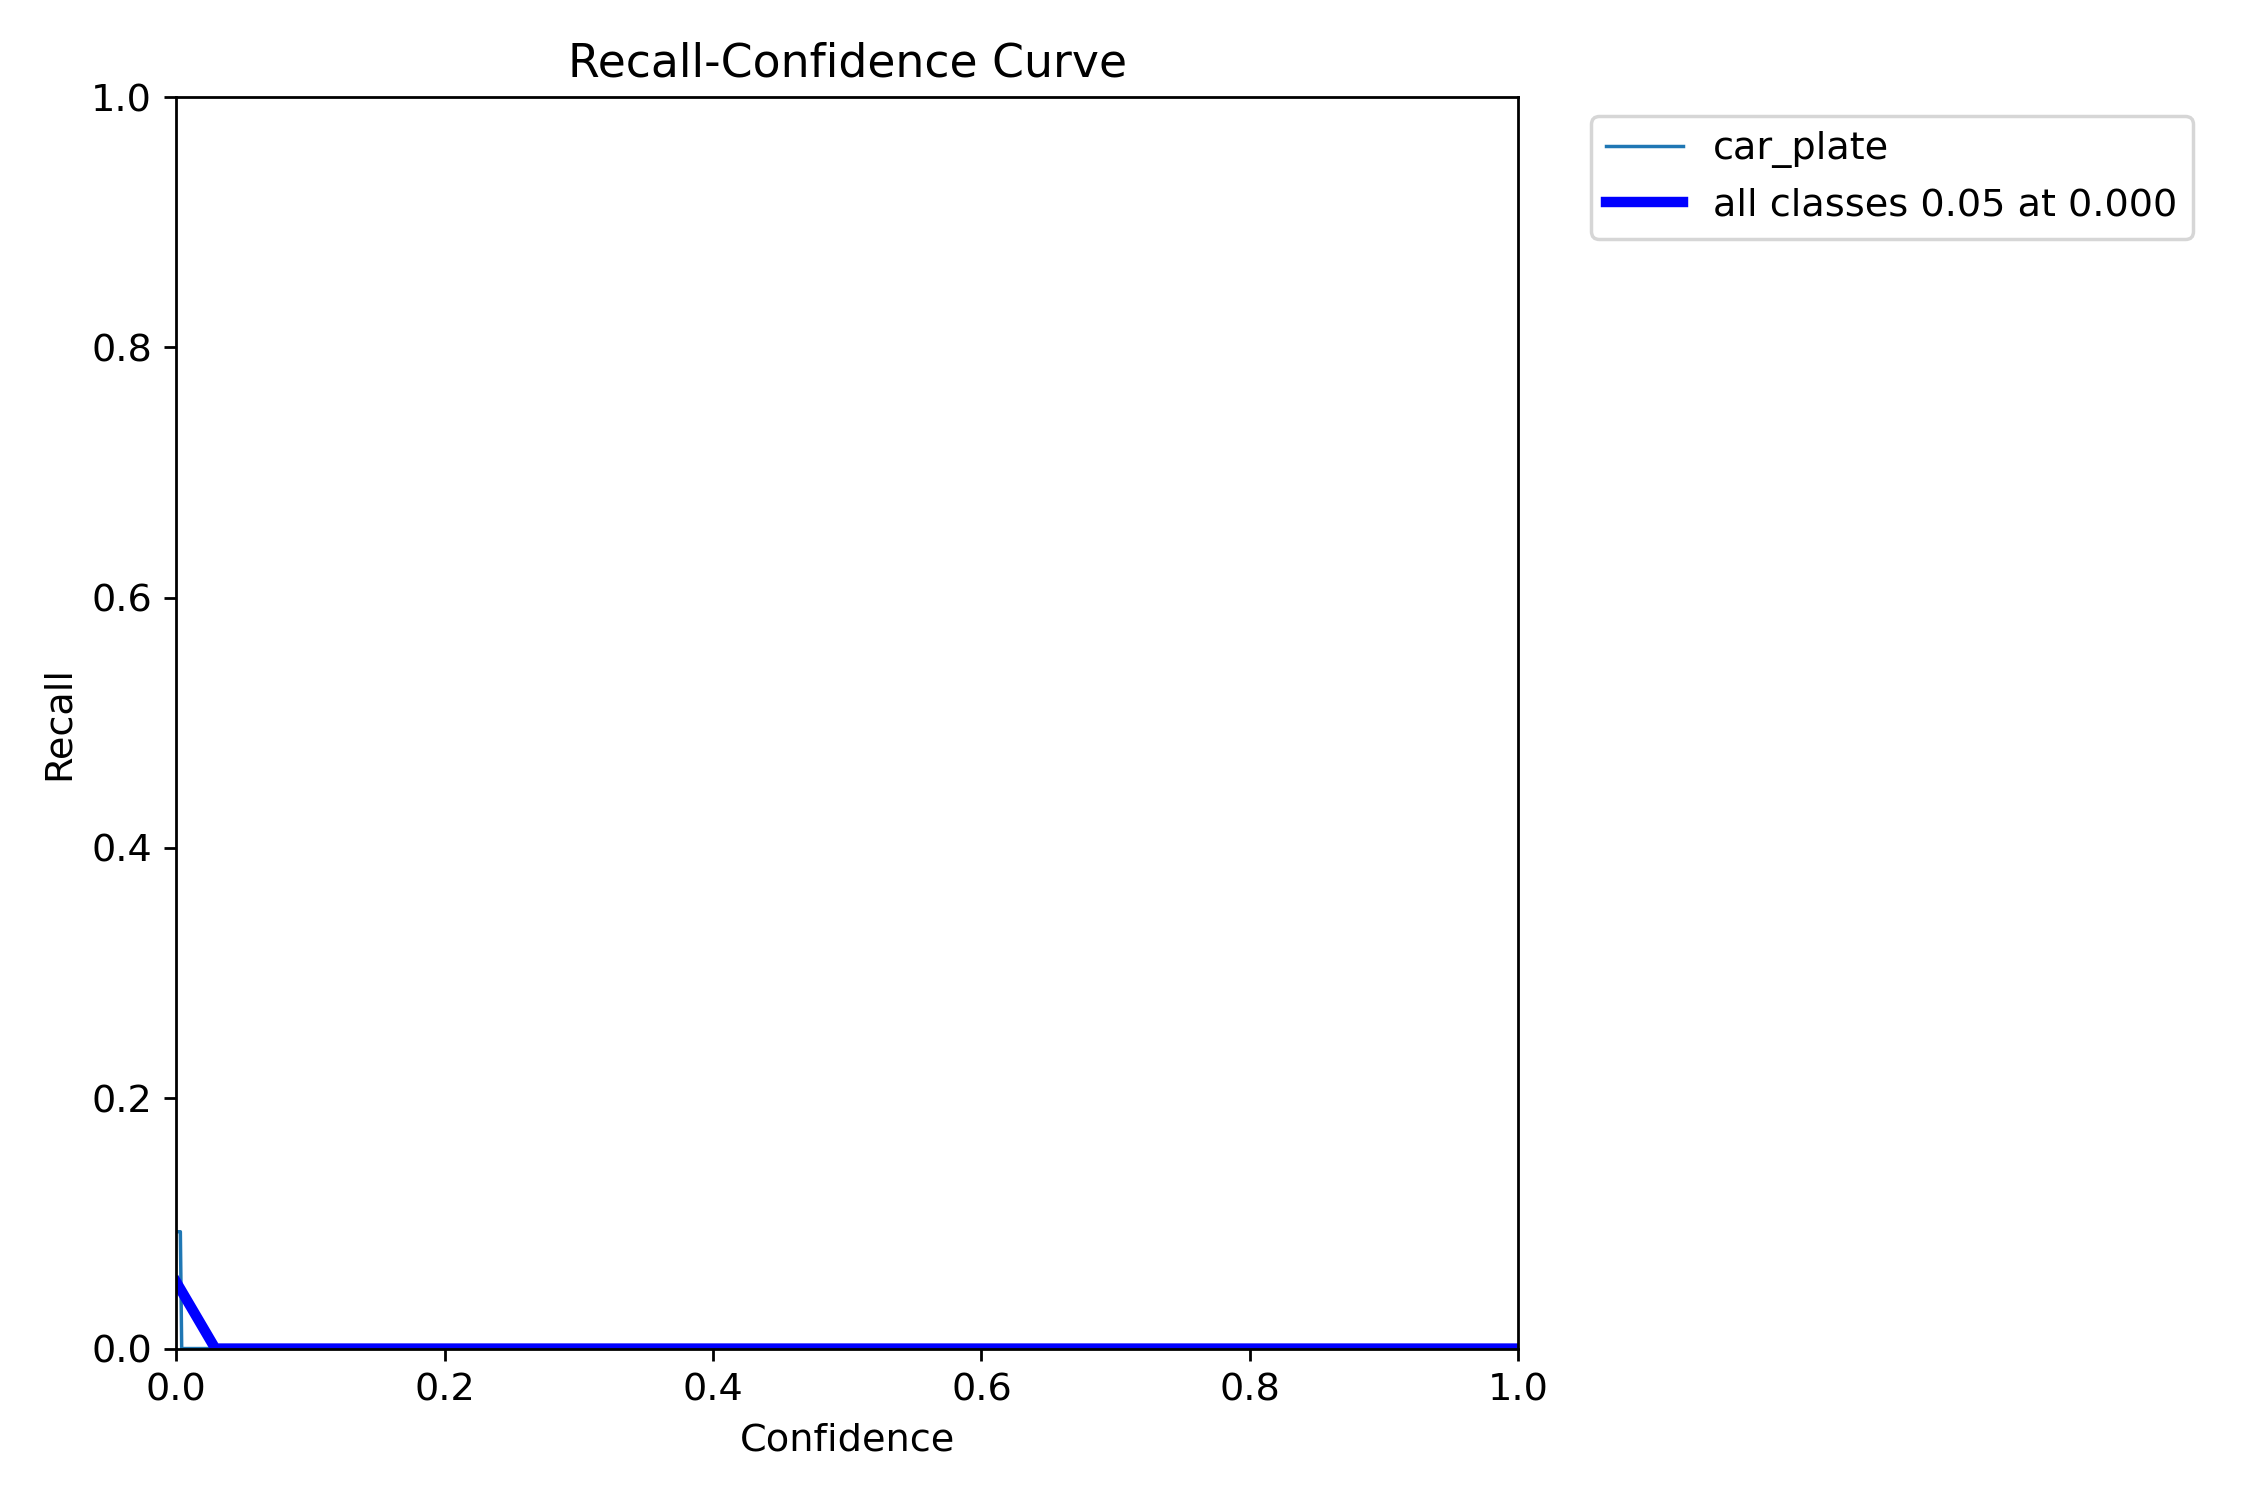 Recall-Confidence Curve
1.0
0.8
0.6
0.4
0.2
0.0
Recall
0.0 0.2 0.4 0.6 0.8 1.0
Confidence
car_plate
all classes 0.05 at 0.000